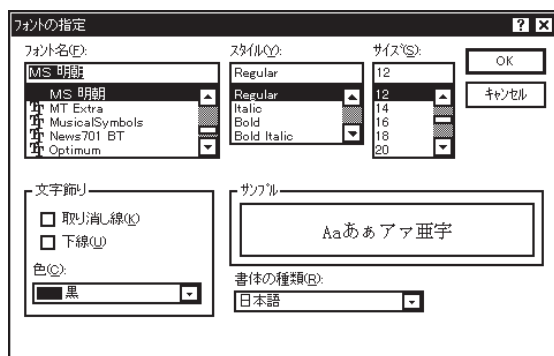 フォントの指定
フォント名(F):
MS 明朝
MS 明朝
MT Extra
MusicalSymbols
News701 BT
Optimum
スタイル(Y):
Regular
Regular
Italic
Bold
Bold Italic
サイズ(S):
12
12
14
16
18
20
OK
キャンセル
文字飾り
取り消し線(K)
下線(U)
色(C):
黒
サンプル
Aaあぁアァ亜宇
書体の種類(R):
日本語